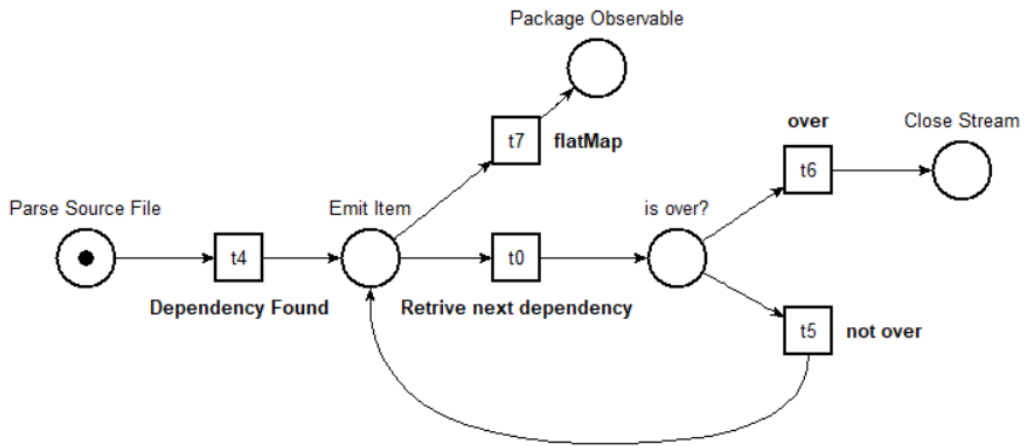 Package Observable
t7
flatMap
over
Close Stream
t6
Parse Source File
Emit Item
is over?
t4
t0
Dependency Found
Retrive next dependency
t5
not over